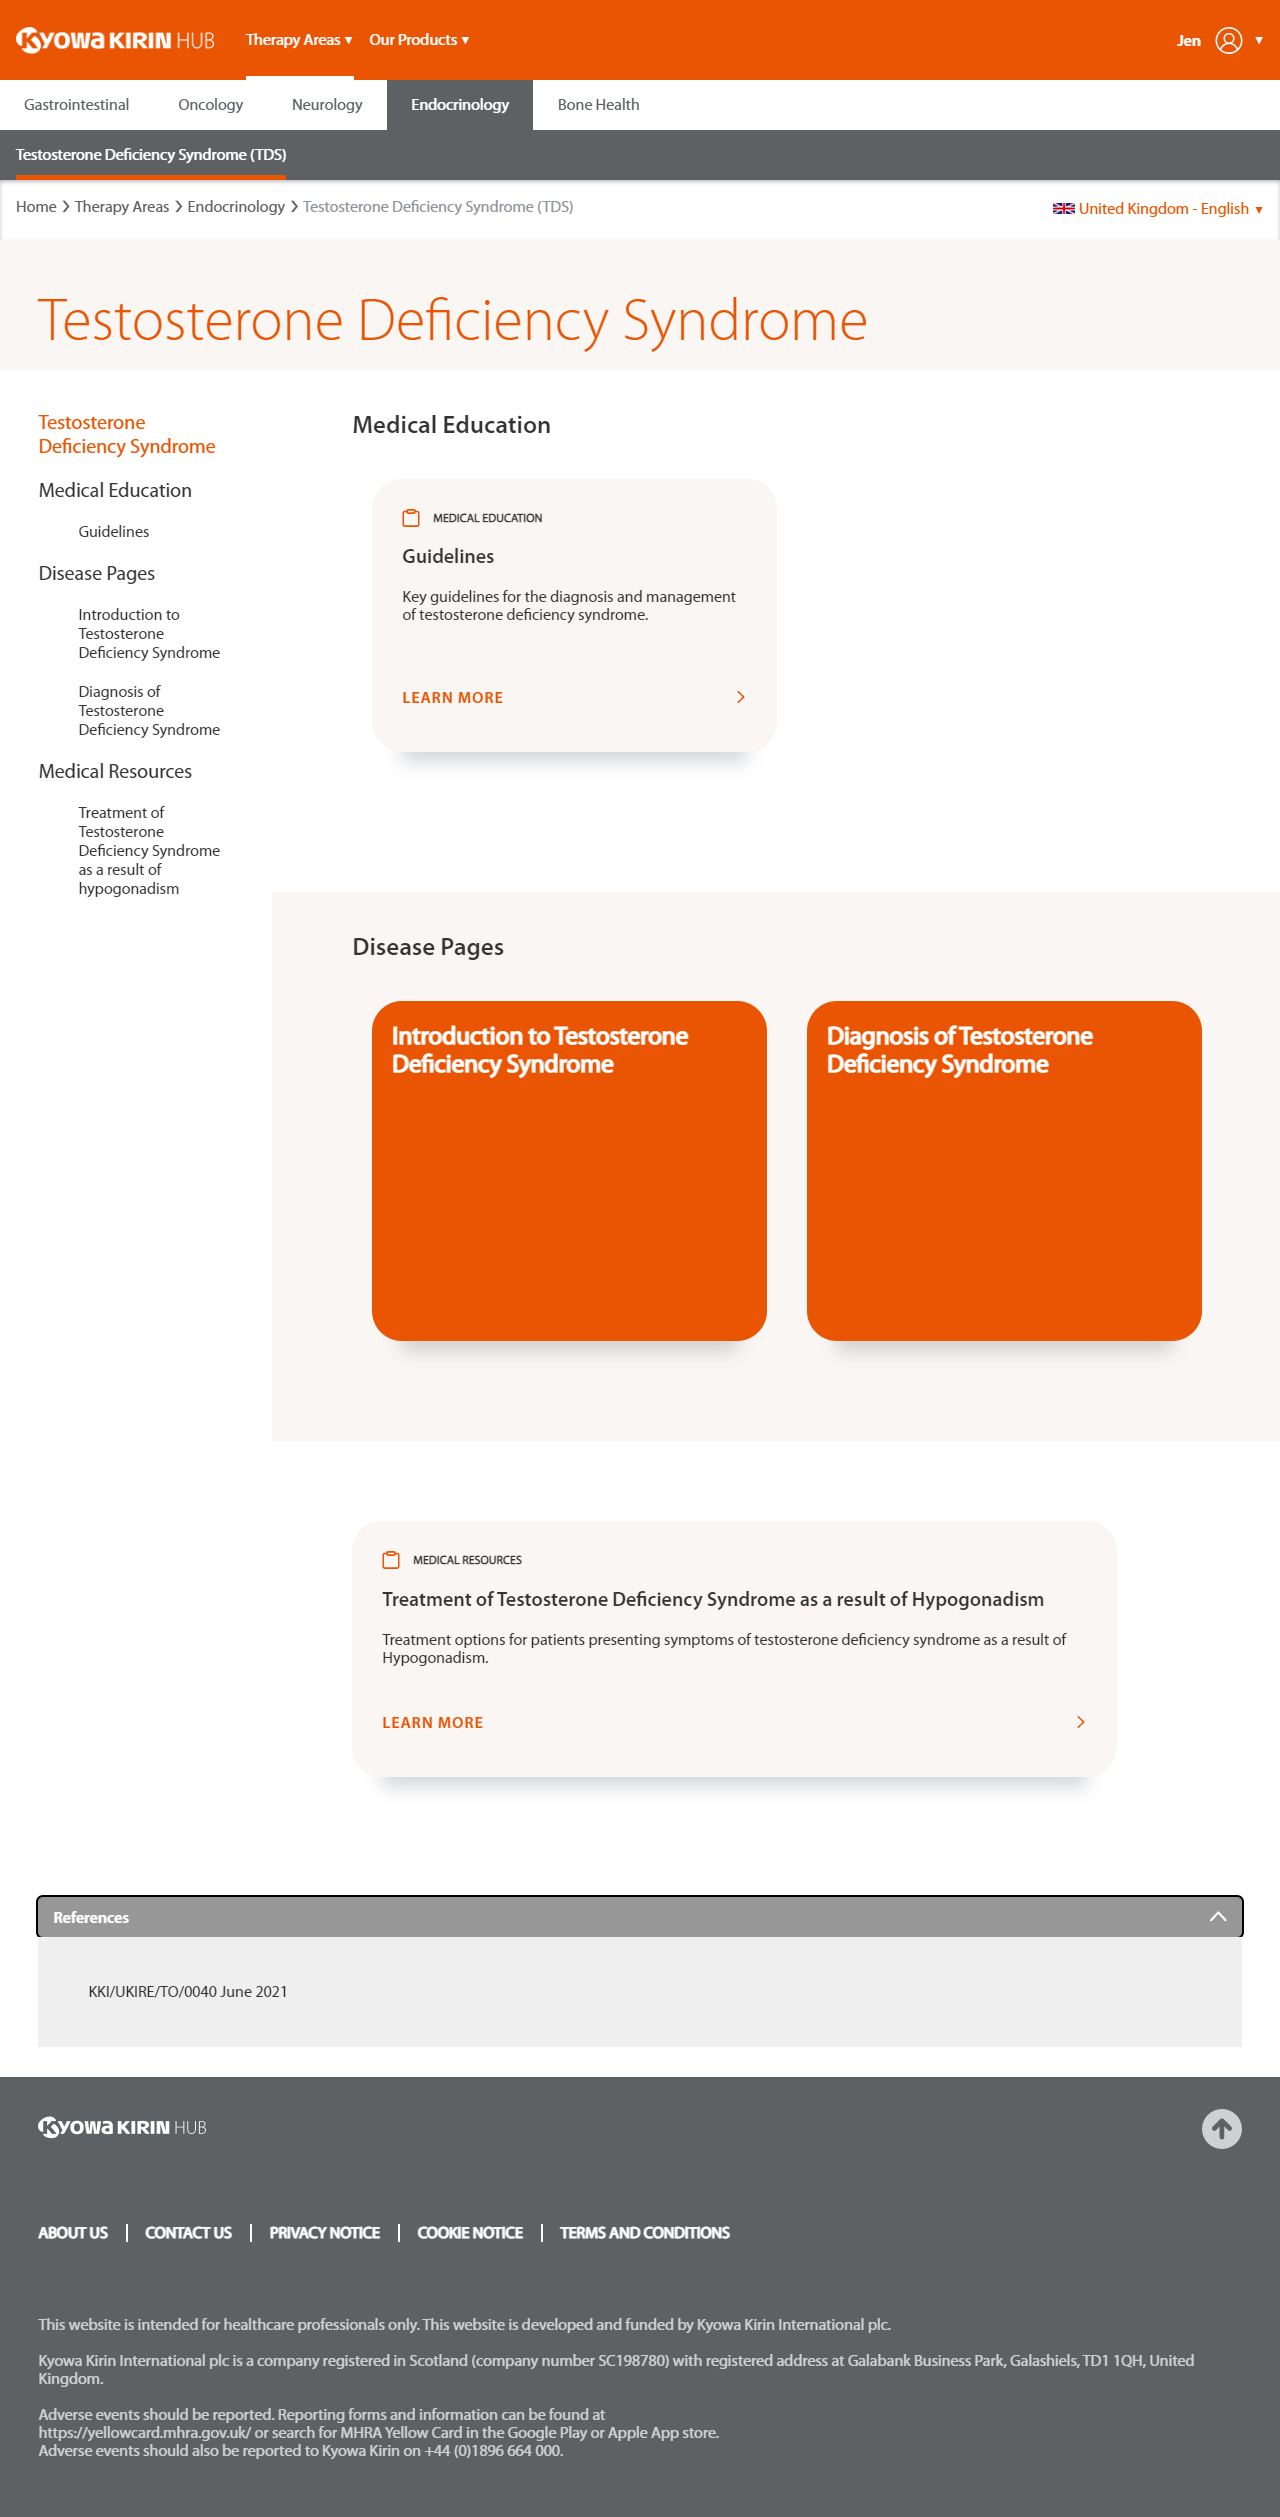 KYOWA KIRIN HUB
Therapy Areas ▼ Our Products ▼
Jen ▼
Gastrointestinal Oncology Neurology Endocrinology Bone Health
Testosterone Deficiency Syndrome (TDS)
Home > Therapy Areas > Endocrinology > Testosterone Deficiency Syndrome (TDS)
United Kingdom - English ▼
Testosterone Deficiency Syndrome
Testosterone
Deficiency Syndrome
Medical Education
Guidelines
Disease Pages
Introduction to
Testosterone
Deficiency Syndrome
Diagnosis of
Testosterone
Deficiency Syndrome
Medical Resources
Treatment of
Testosterone
Deficiency Syndrome
as a result of
hypogonadism
Medical Education
MEDICAL EDUCATION
Guidelines
Key guidelines for the diagnosis and management
of testosterone deficiency syndrome.
LEARN MORE
Disease Pages
Introduction to Testosterone
Deficiency Syndrome
Diagnosis of Testosterone
Deficiency Syndrome
MEDICAL RESOURCES
Treatment of Testosterone Deficiency Syndrome as a result of Hypogonadism
Treatment options for patients presenting symptoms of testosterone deficiency syndrome as a result of
Hypogonadism.
LEARN MORE
References
KKI/UKIRE/TO/0040 June 2021
KYOWA KIRIN HUB
ABOUT US | CONTACT US | PRIVACY NOTICE | COOKIE NOTICE | TERMS AND CONDITIONS
This website is intended for healthcare professionals only. This website is developed and funded by Kyowa Kirin International plc.
Kyowa Kirin International plc is a company registered in Scotland (company number SC198780) with registered address at Galabank Business Park, Galashiels, TD1 1QH, United
Kingdom.
Adverse events should be reported. Reporting forms and information can be found at
https://yellowcard.mhra.gov.uk/ or search for MHRA Yellow Card in the Google Play or Apple App store.
Adverse events should also be reported to Kyowa Kirin on +44 (0)1896 664 000.